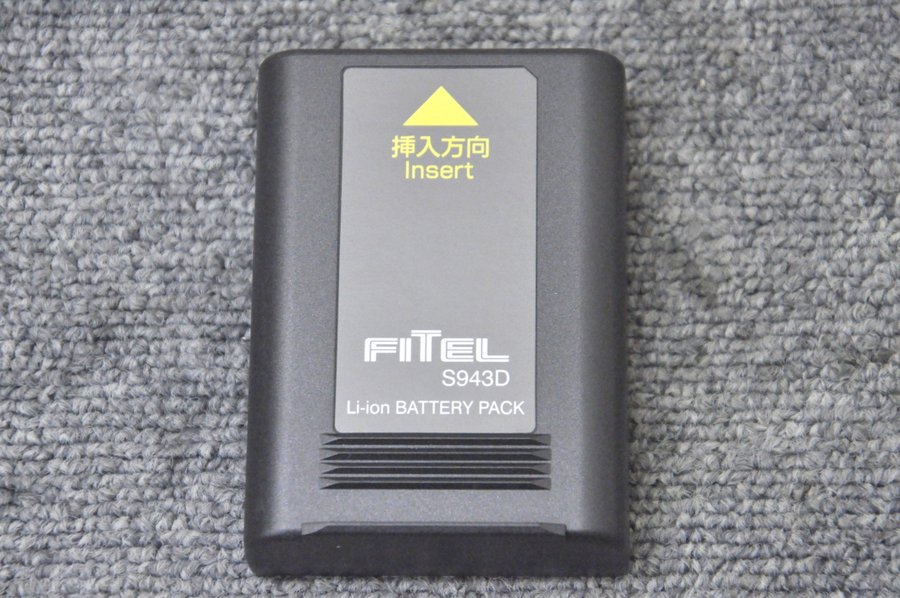 挿入方向
Insert
FITEL
S943D
Li-ion BATTERY PACK